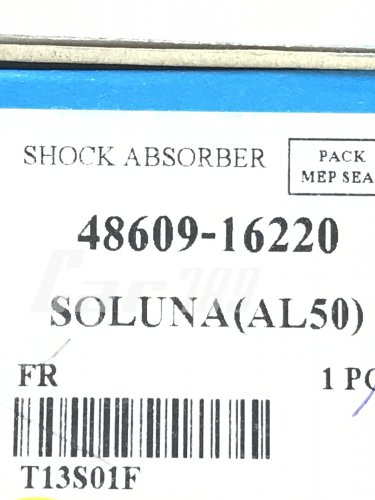 SHOCK ABSORBER
PACK
MEP SEA
48609-16220
SOLUNA(AL50)
FR
1 PC
T13S01F